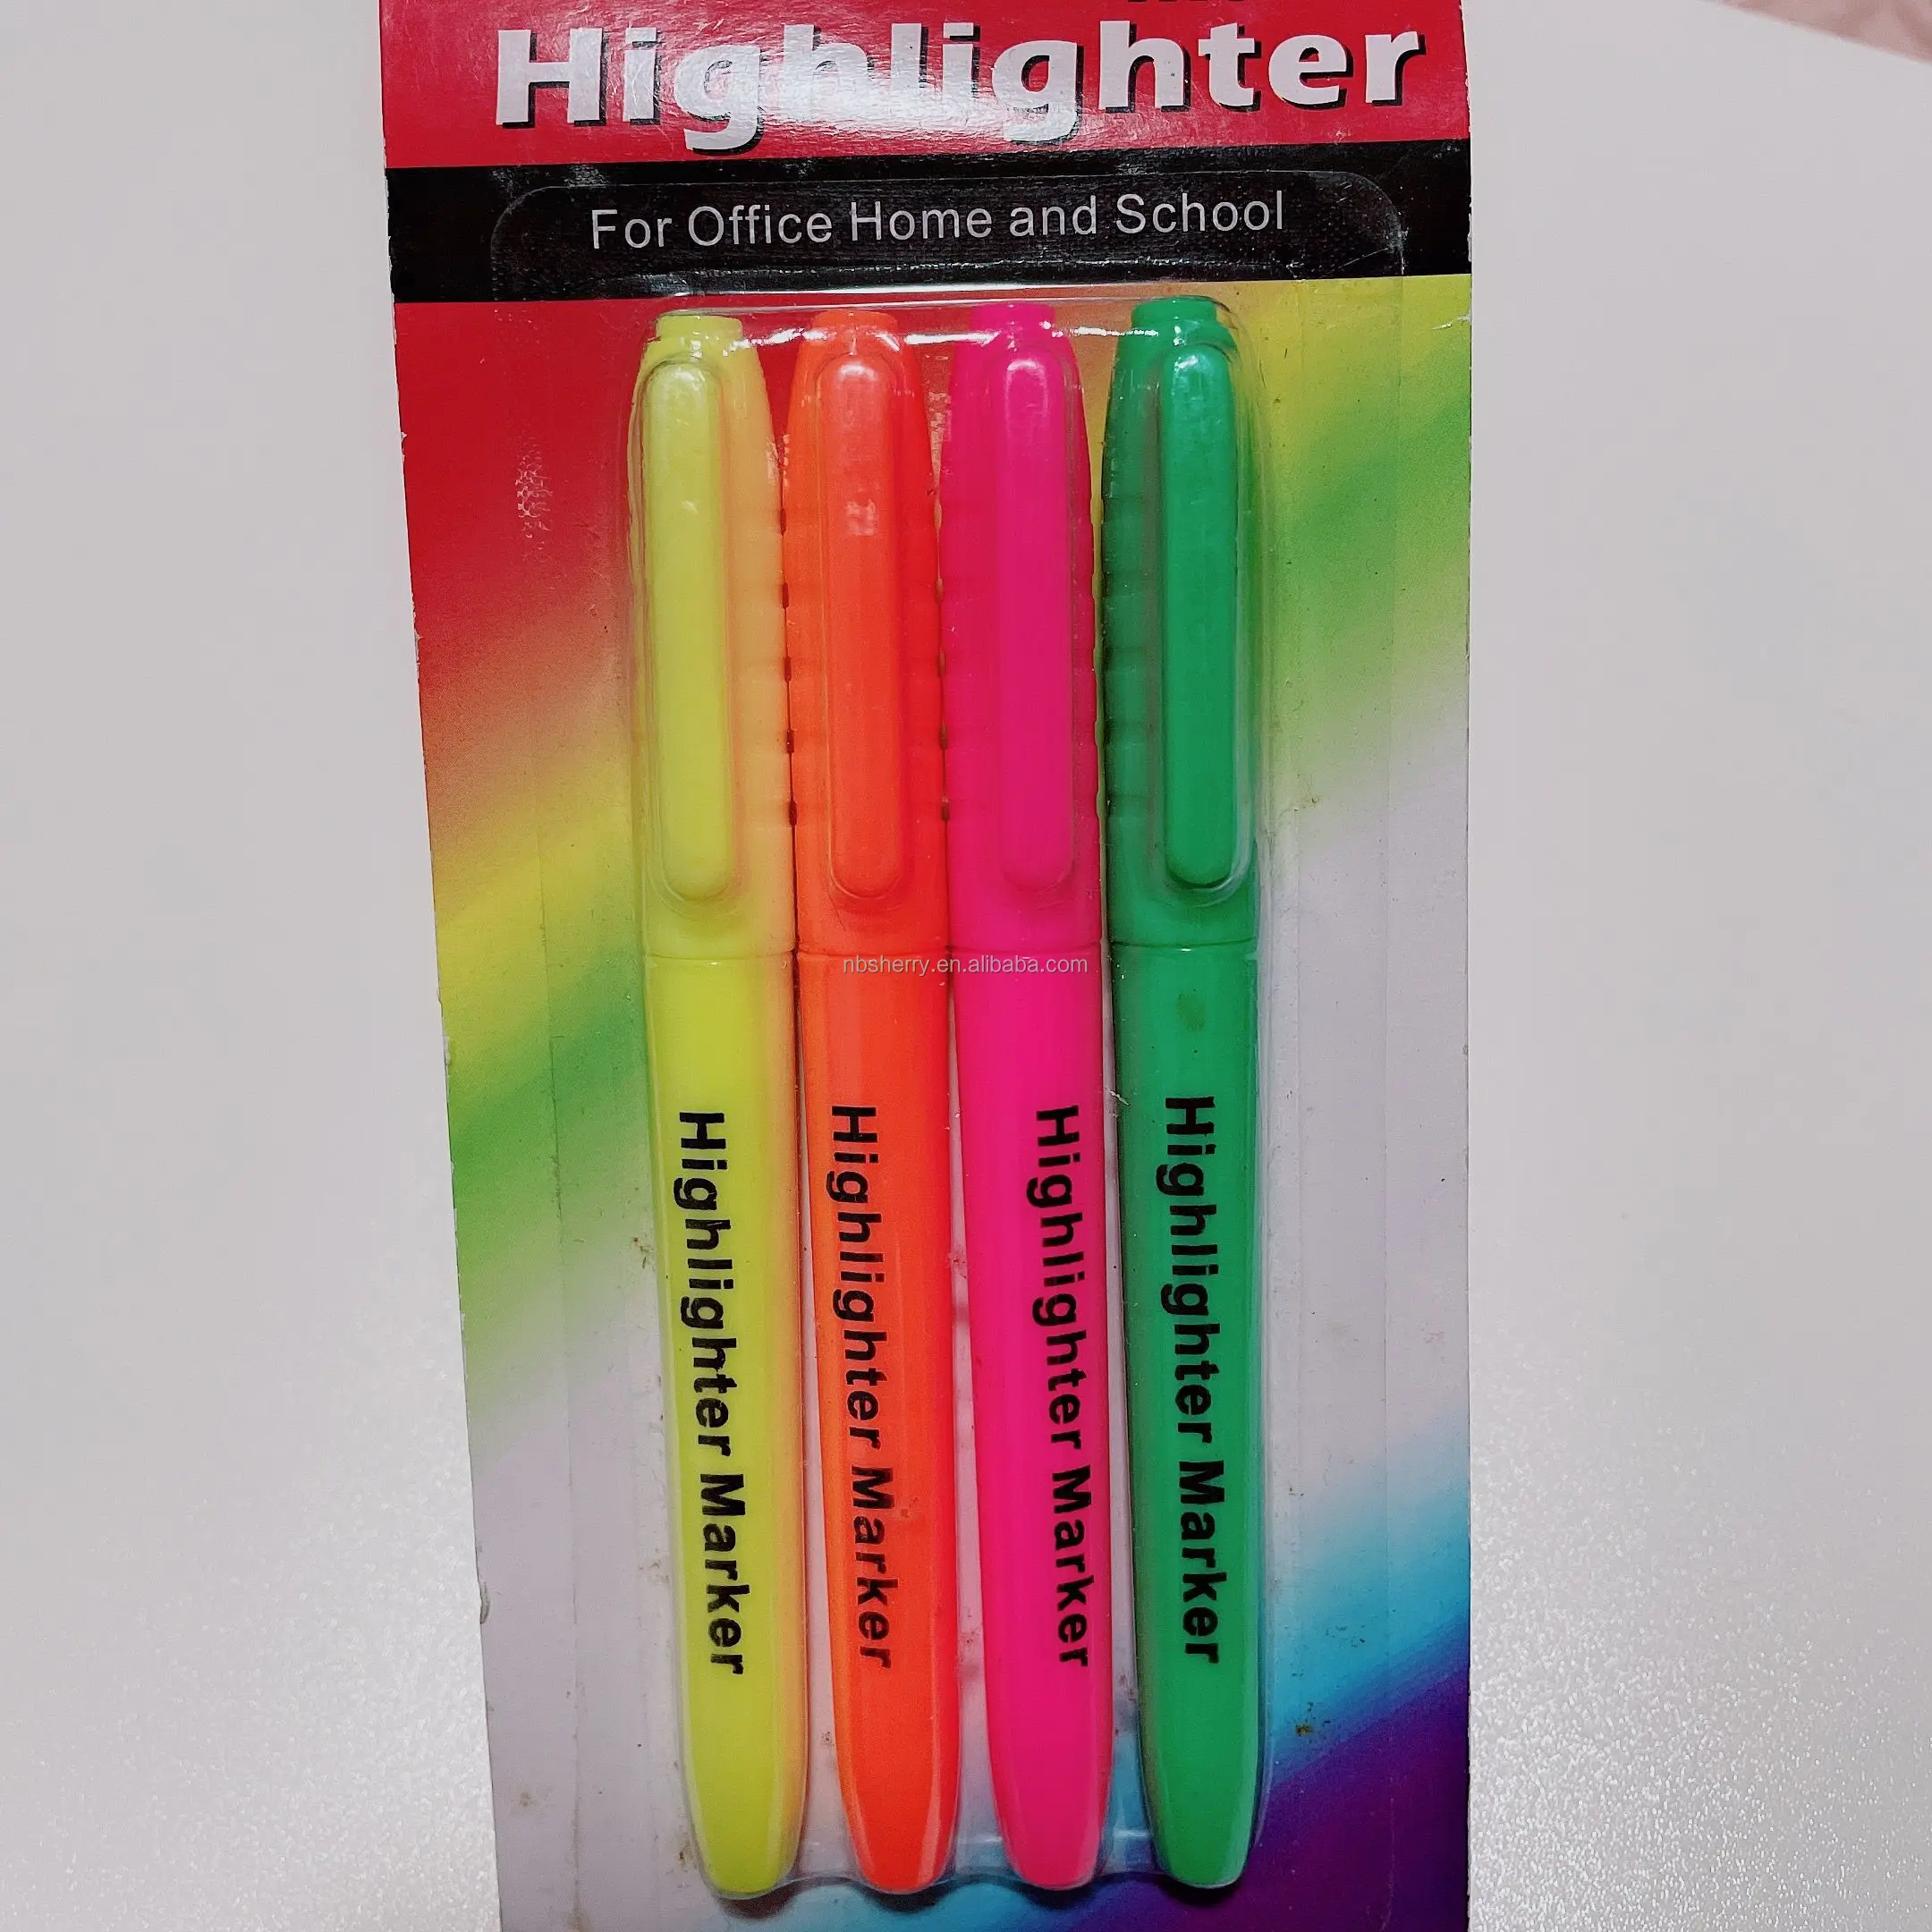 Highlighter
For Office Home and School
nbsherry.en.alibaba.com
Highlighter Marker
Highlighter Marker
Highlighter Marker
Highlighter Marker